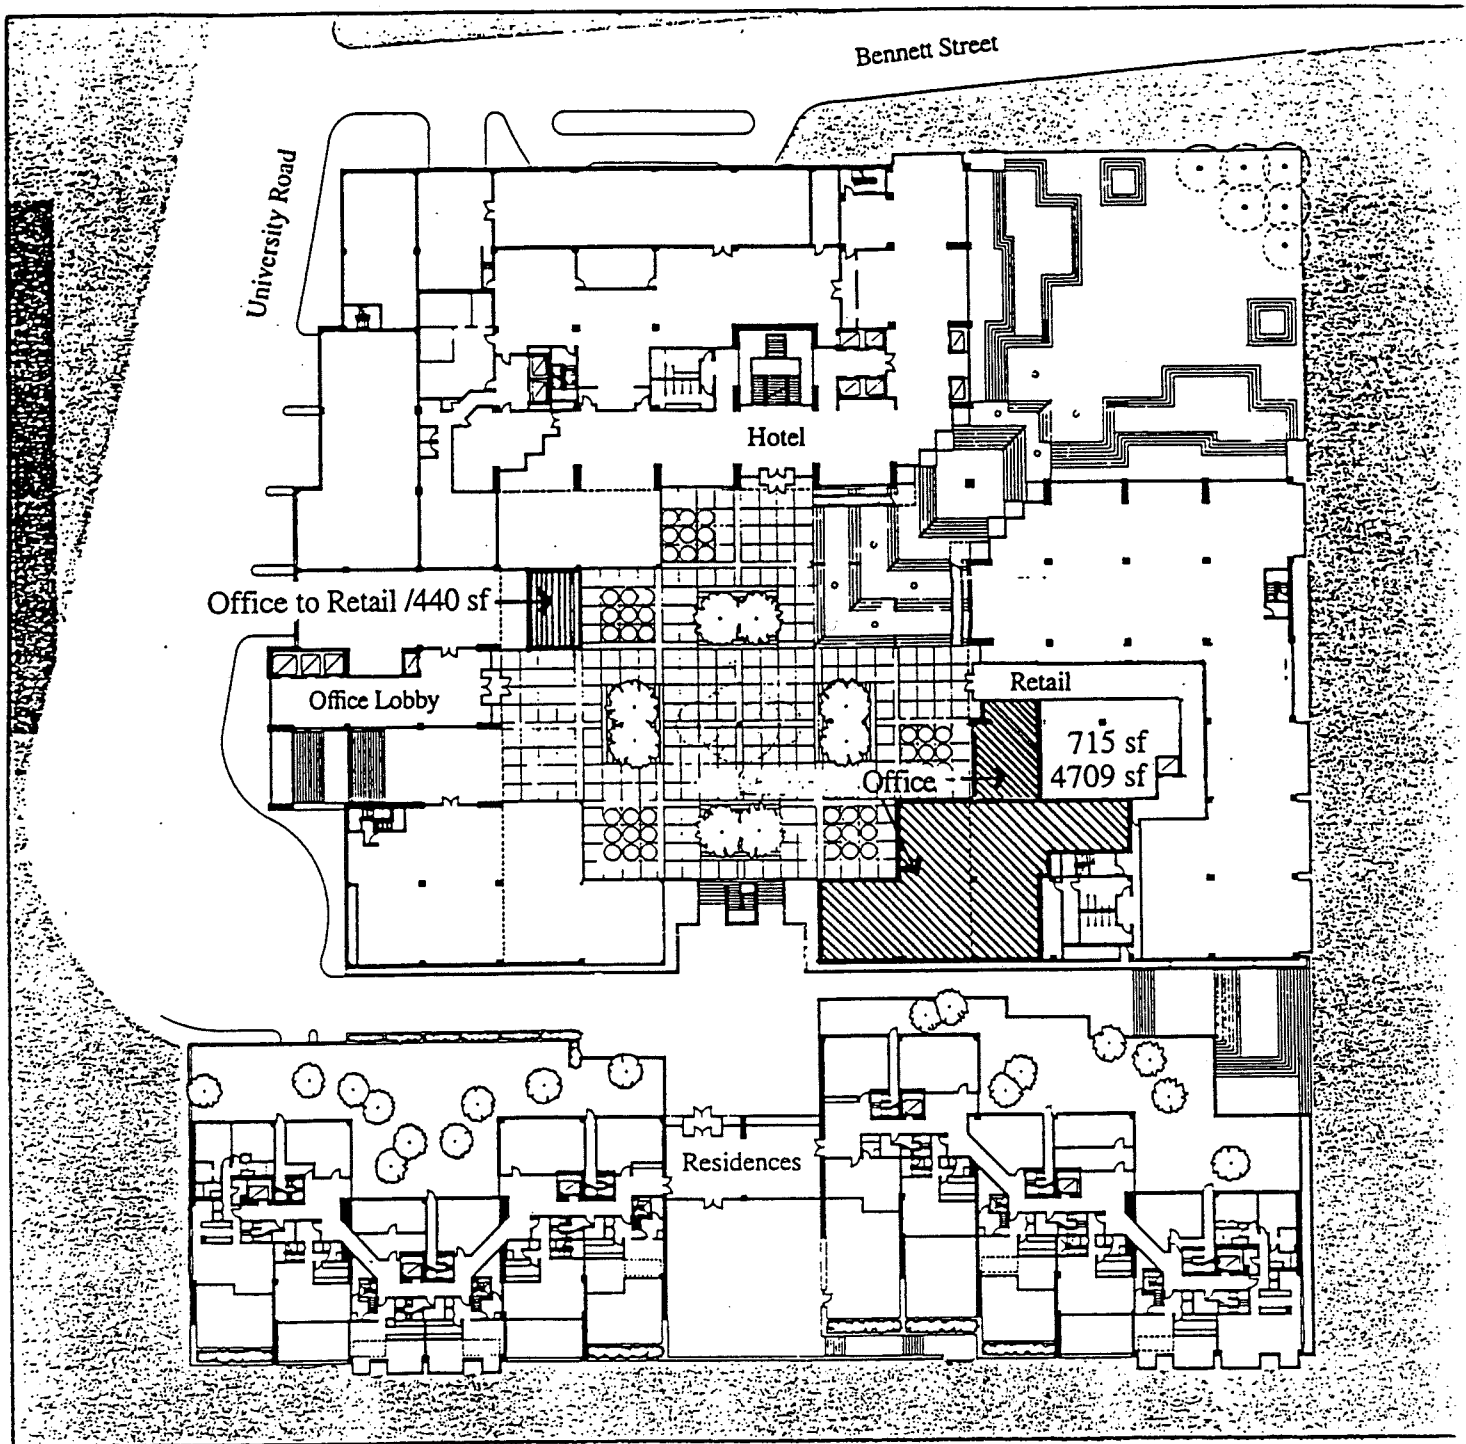 Bennett Street
University Road
Hotel
Office to Retail /440 sf
Office Lobby
Retail
715 sf
4709 sf
Office
Residences